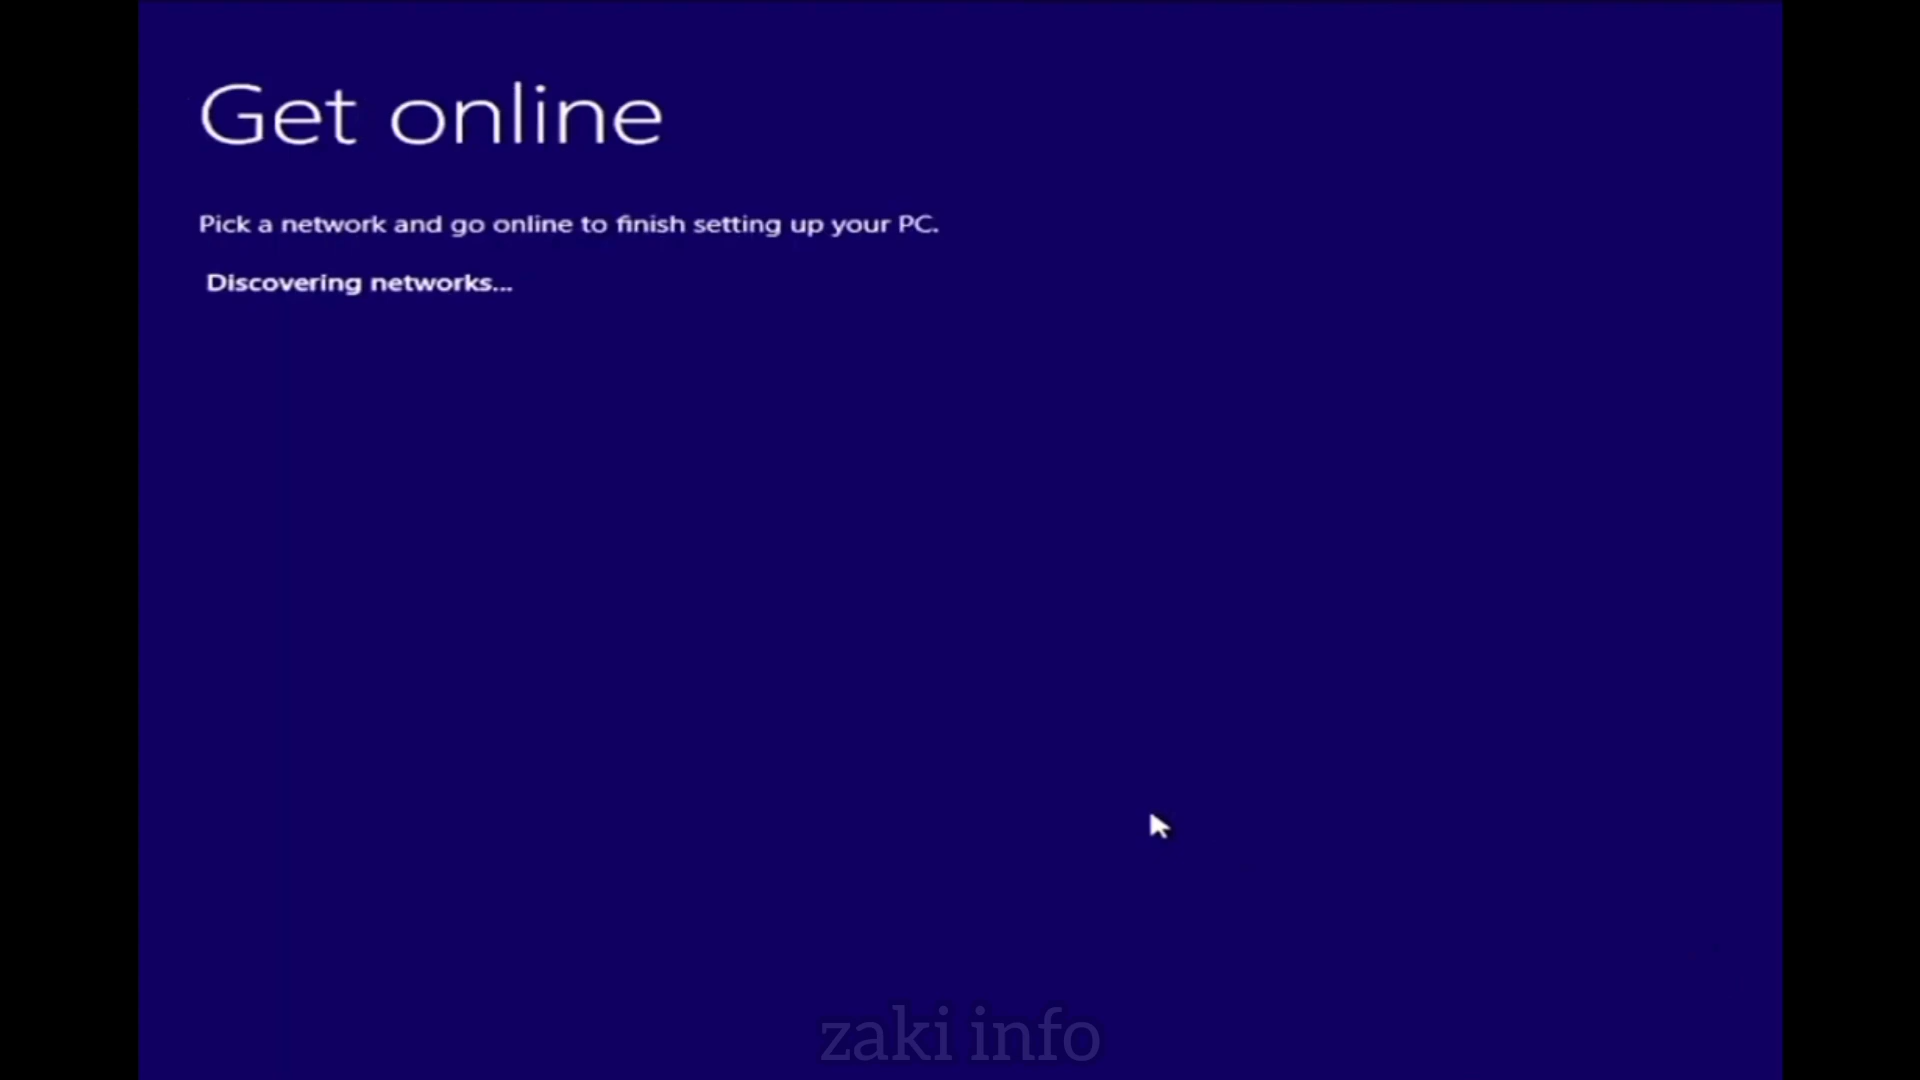 Get online
Pick a network and go online to finish setting up your PC.
Discovering networks...
zaki info